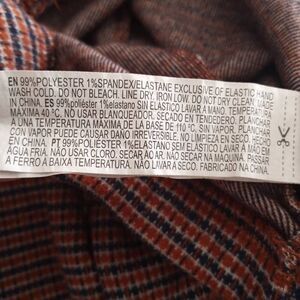 EN 99%POLYESTER 1%SPANDEX/ELASTANE EXCLUSIVE OF ELASTIC HAND
WASH COLD. DO NOT BLEACH. LINE DRY. IRON LOW. DO NOT DRY CLEAN. MADE
IN CHINA. ES 99%poliéster 1%elastano SIN ELÁSTICO LAVAR A MANO. TEMPERATURA
MÁXIMA 40 °C. NO USAR BLANQUEADOR. SECADO EN TENDEDERO. PLANCHAR
A UNA TEMPERATURA MÁXIMA DE LA BASE DE 110 °C, SIN VAPOR. PLANCHAR
CON VAPOR PUEDE CAUSAR DAÑO IRREVERSIBLE. NO LIMPIEZA EN SECO. HECHO
EN CHINA. PT 99%POLIÉSTER 1%ELASTANO SEM ELÁSTICO LAVAR À MÃO EM
ÁGUA FRIA. NÃO USAR CLORO. SECAR AO AR. NÃO SECAR NA MAQUINA. PASSAR
A FERRO A BAIXA TEMPERATURA. NÃO LAVAR A SECO. FABRICADO NA CHINA.